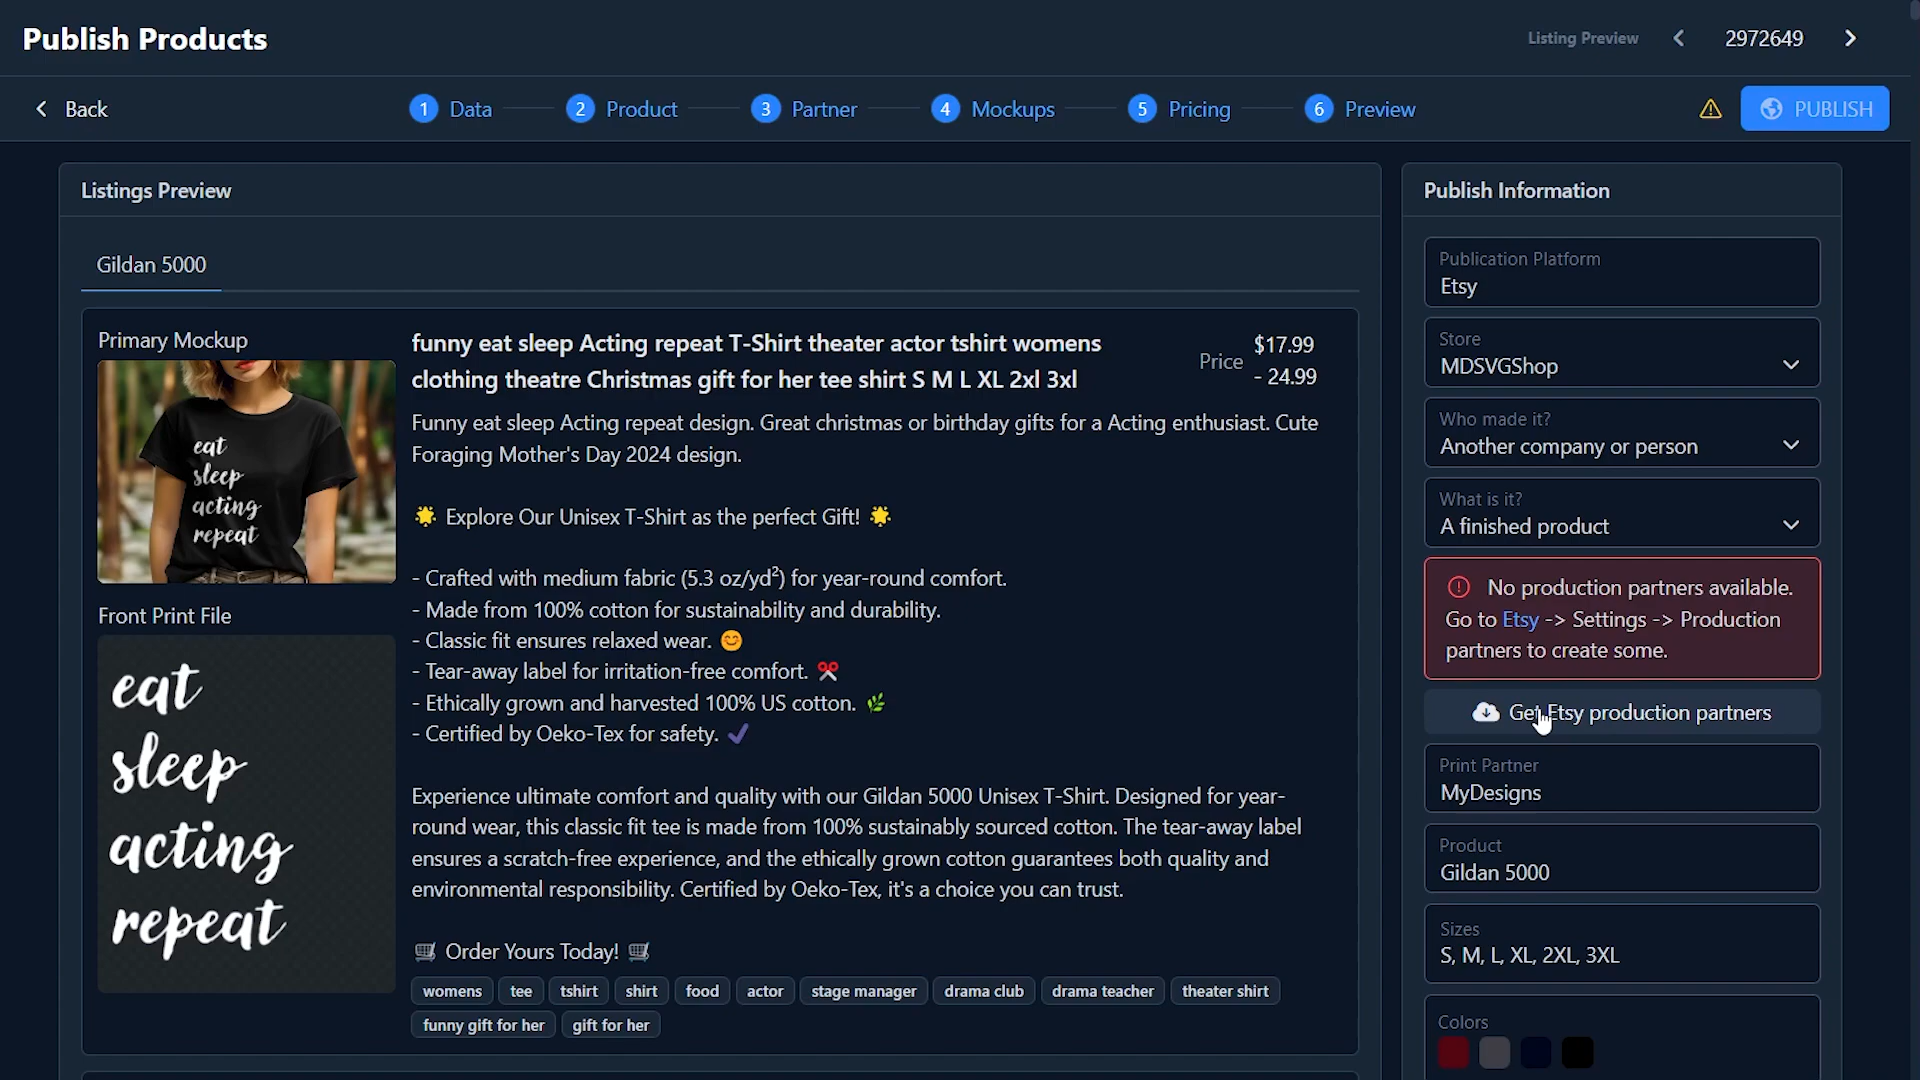 Publish Products
Listing Preview
2972649
Back
1 Data
2 Product
3 Partner
4 Mockups
5 Pricing
6 Preview
PUBLISH
Listings Preview
Gildan 5000
Primary Mockup
eat
sleep
acting
repeat
Front Print File
eat
sleep
acting
repeat
funny eat sleep Acting repeat T-Shirt theater actor tshirt womens
clothing theatre Christmas gift for her tee shirt S M L XL 2xl 3xl
Price
$17.99
- 24.99
Funny eat sleep Acting repeat design. Great christmas or birthday gifts for a Acting enthusiast. Cute
Foraging Mother's Day 2024 design.
🌟 Explore Our Unisex T-Shirt as the perfect Gift! 🌟
- Crafted with medium fabric (5.3 oz/yd²) for year-round comfort.
- Made from 100% cotton for sustainability and durability.
- Classic fit ensures relaxed wear. 😊
- Tear-away label for irritation-free comfort. ✂️
- Ethically grown and harvested 100% US cotton. 🌿
- Certified by Oeko-Tex for safety. ✔️
Experience ultimate comfort and quality with our Gildan 5000 Unisex T-Shirt. Designed for year-
round wear, this classic fit tee is made from 100% sustainably sourced cotton. The tear-away label
ensures a scratch-free experience, and the ethically grown cotton guarantees both quality and
environmental responsibility. Certified by Oeko-Tex, it's a choice you can trust.
🛒 Order Yours Today! 🛒
womens
tee
tshirt
shirt
food
actor
stage manager
drama club
drama teacher
theater shirt
funny gift for her
gift for her
Publish Information
Publication Platform
Etsy
Store
MDSVGShop
Who made it?
Another company or person
What is it?
A finished product
No production partners available.
Go to Etsy -> Settings -> Production
partners to create some.
Get Etsy production partners
Print Partner
MyDesigns
Product
Gildan 5000
Sizes
S, M, L, XL, 2XL, 3XL
Colors